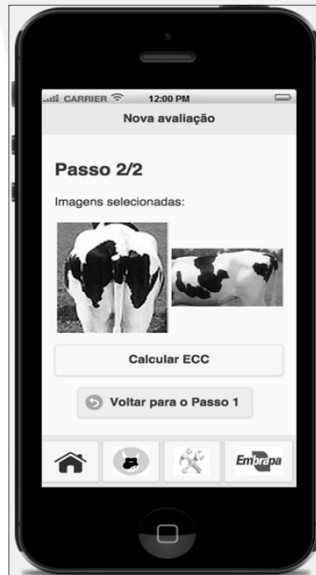 CARRIER 12:00 PM
Nova avaliação
Passo 2/2
Imagens selecionadas:
Calcular ECC
Voltar para o Passo 1
Embrapa